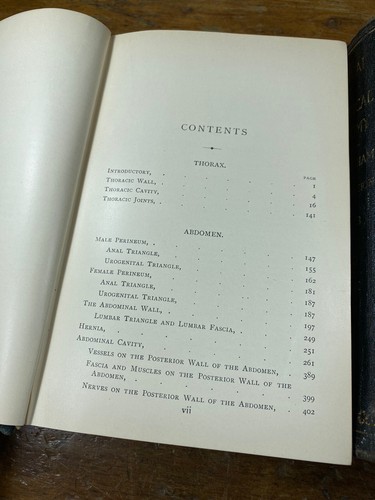 CONTENTS
THORAX.
PAGE
INTRODUCTORY, . . . . . 1
THORACIC WALL, . . . . . 4
THORACIC CAVITY, . . . . . 16
THORACIC JOINTS, . . . . . 141
ABDOMEN.
MALE PERINEUM, . . . . . 147
ANAL TRIANGLE, . . . . . 155
UROGENITAL TRIANGLE, . . . . . 162
FEMALE PERINEUM, . . . . . 181
ANAL TRIANGLE, . . . . . 187
UROGENITAL TRIANGLE, . . . . . 187
THE ABDOMINAL WALL, . . . . . 197
LUMBAR TRIANGLE AND LUMBAR FASCIA, . . . 249
HERNIA, . . . . . 251
ABDOMINAL CAVITY, . . . . . 261
VESSELS ON THE POSTERIOR WALL OF THE ABDOMEN, . 389
FASCIA AND MUSCLES ON THE POSTERIOR WALL OF THE
ABDOMEN, . . . . . 399
NERVES ON THE POSTERIOR WALL OF THE ABDOMEN, . 402
vii